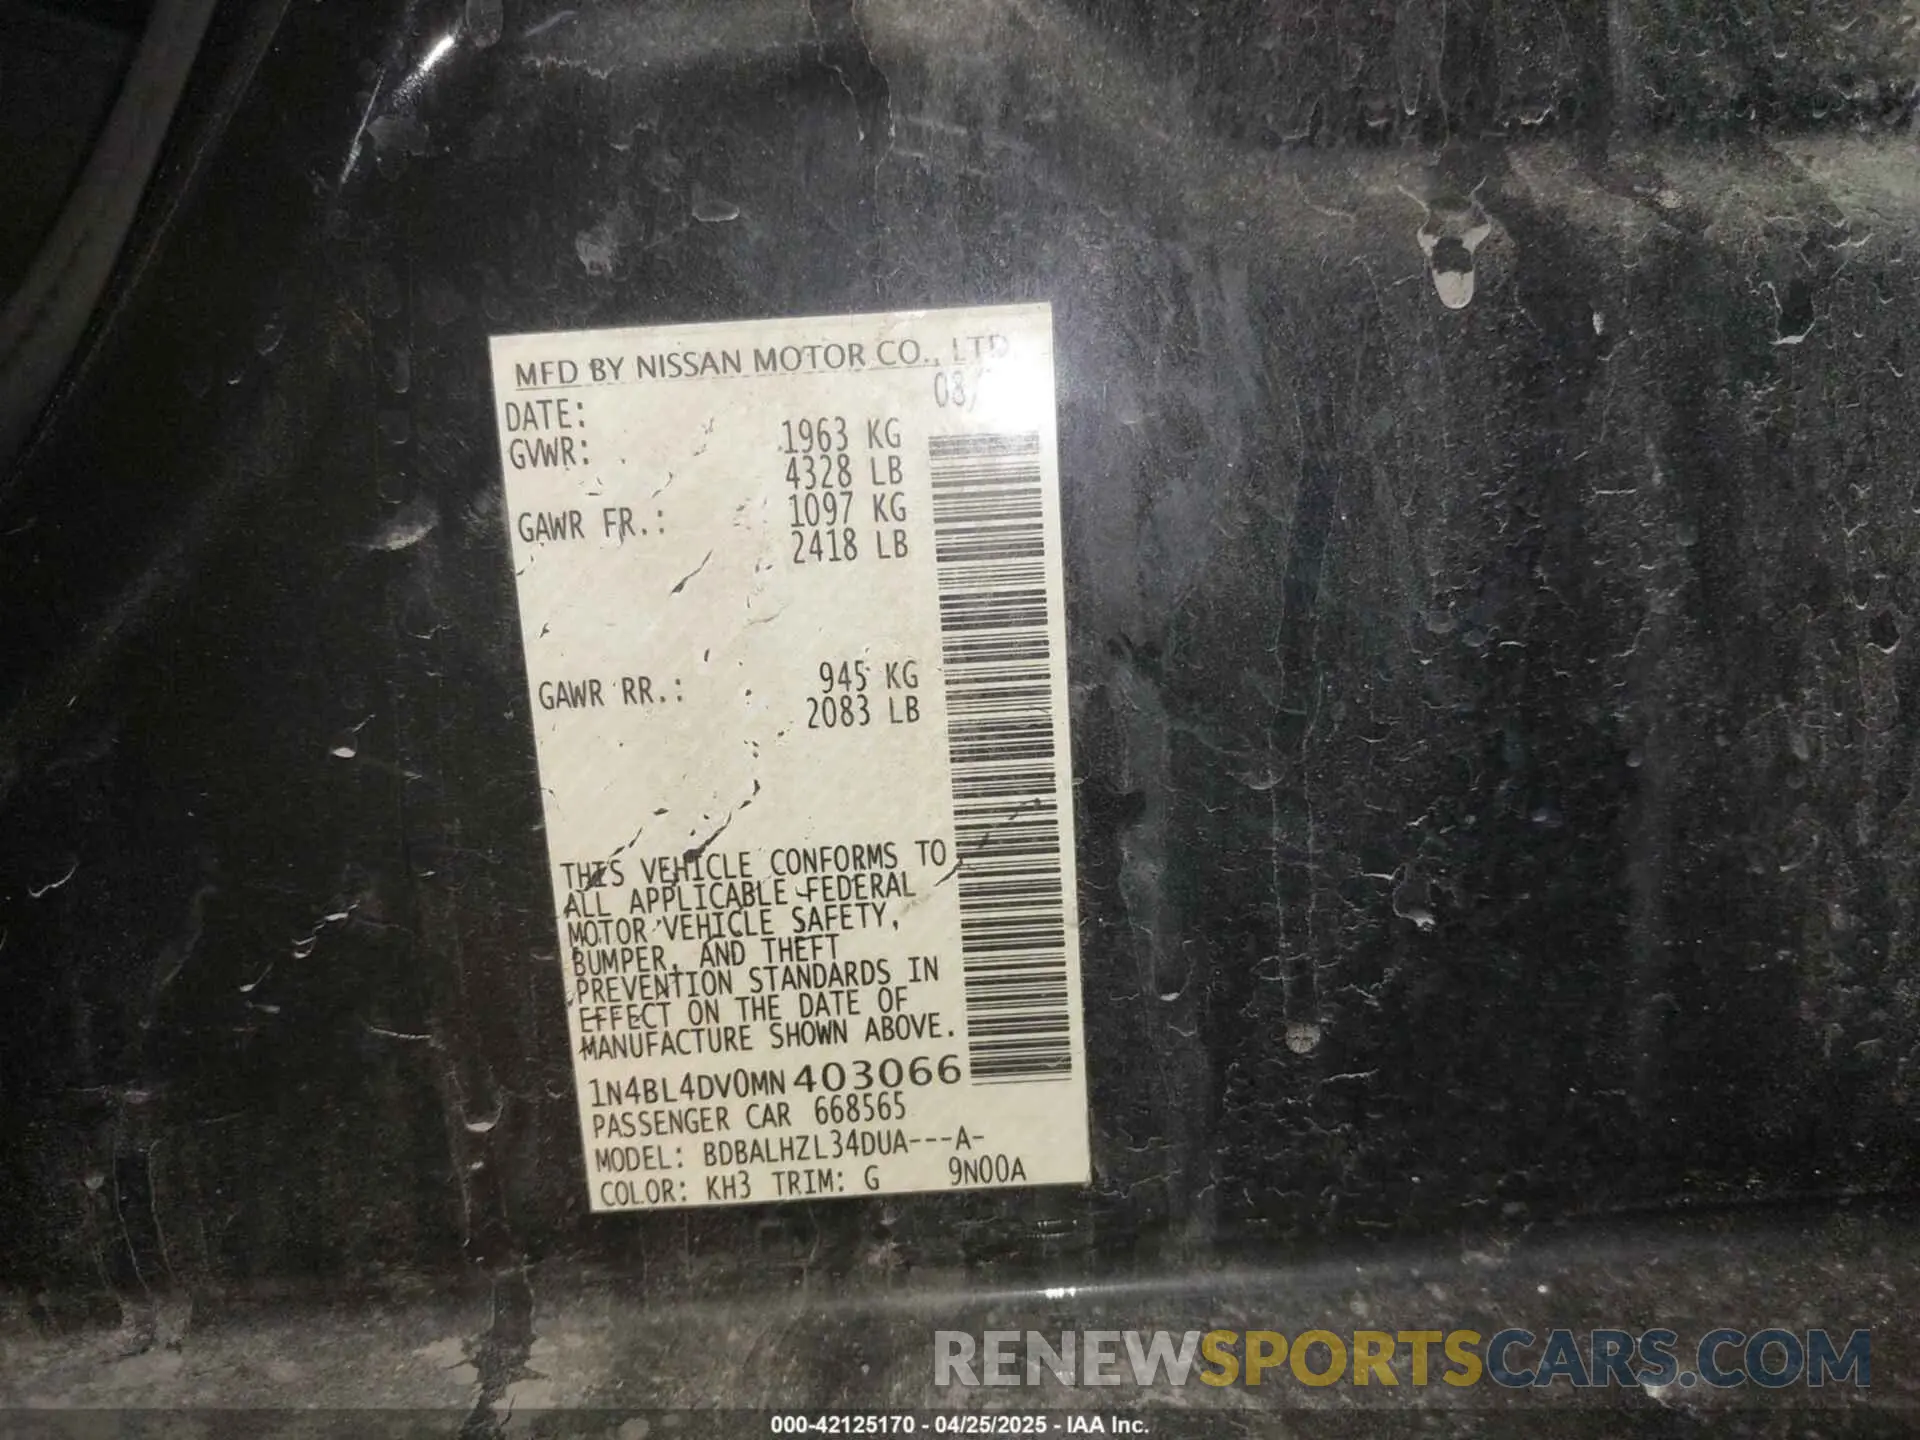 MFD BY NISSAN MOTOR CO., LTD
DATE: 08/
GVWR: 1963 KG
4328 LB
GAWR FR.: 1097 KG
2418 LB
GAWR RR.: 945 KG
2083 LB
THIS VEHICLE CONFORMS TO
ALL APPLICABLE FEDERAL
MOTOR VEHICLE SAFETY,
BUMPER, AND THEFT
PREVENTION STANDARDS IN
EFFECT ON THE DATE OF
MANUFACTURE SHOWN ABOVE.
1N4BL4DV0MN403066
PASSENGER CAR 668565
MODEL: BDBALHZL34DUA---A-
COLOR: KH3 TRIM: G 9N00A
RENEWSPORTSCARS.COM
000-42125170 - 04/25/2025 - IAA Inc.